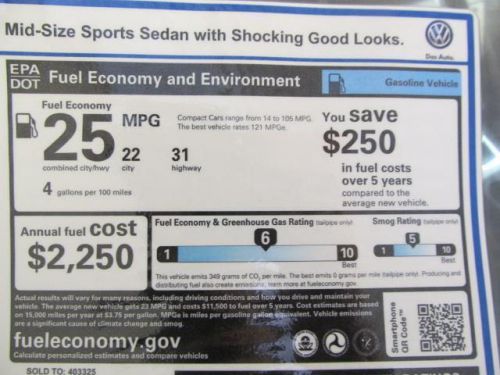 Mid-Size Sports Sedan with Shocking Good Looks.
Das Auto.
EPA
DOT
Fuel Economy and Environment
Gasoline Vehicle
Fuel Economy
25 MPG
22 31
combined city/hwy city highway
4 gallons per 100 miles
Compact Cars range from 14 to 105 MPG.
The best vehicle rates 121 MPGe.
You save
$250
in fuel costs
over 5 years
compared to the
average new vehicle.
Annual fuel cost
$2,250
Fuel Economy & Greenhouse Gas Rating (tailpipe only)
6
1 10
Best
Smog Rating (tailpipe only)
5
1 10
Best
This vehicle emits 349 grams of CO2 per mile. The best emits 0 grams per mile (tailpipe only). Producing and
distributing fuel also create emissions; learn more at fueleconomy.gov.
Actual results will vary for many reasons, including driving conditions and how you drive and maintain your
vehicle. The average new vehicle gets 23 MPG and costs $11,500 to fuel over 5 years. Cost estimates are based
on 15,000 miles per year at $3.75 per gallon. MPGe is miles per gasoline gallon equivalent. Vehicle emissions
are a significant cause of climate change and smog.
fueleconomy.gov
Calculate personalized estimates and compare vehicles
Smartphone
QR Code™
SOLD TO: 403325